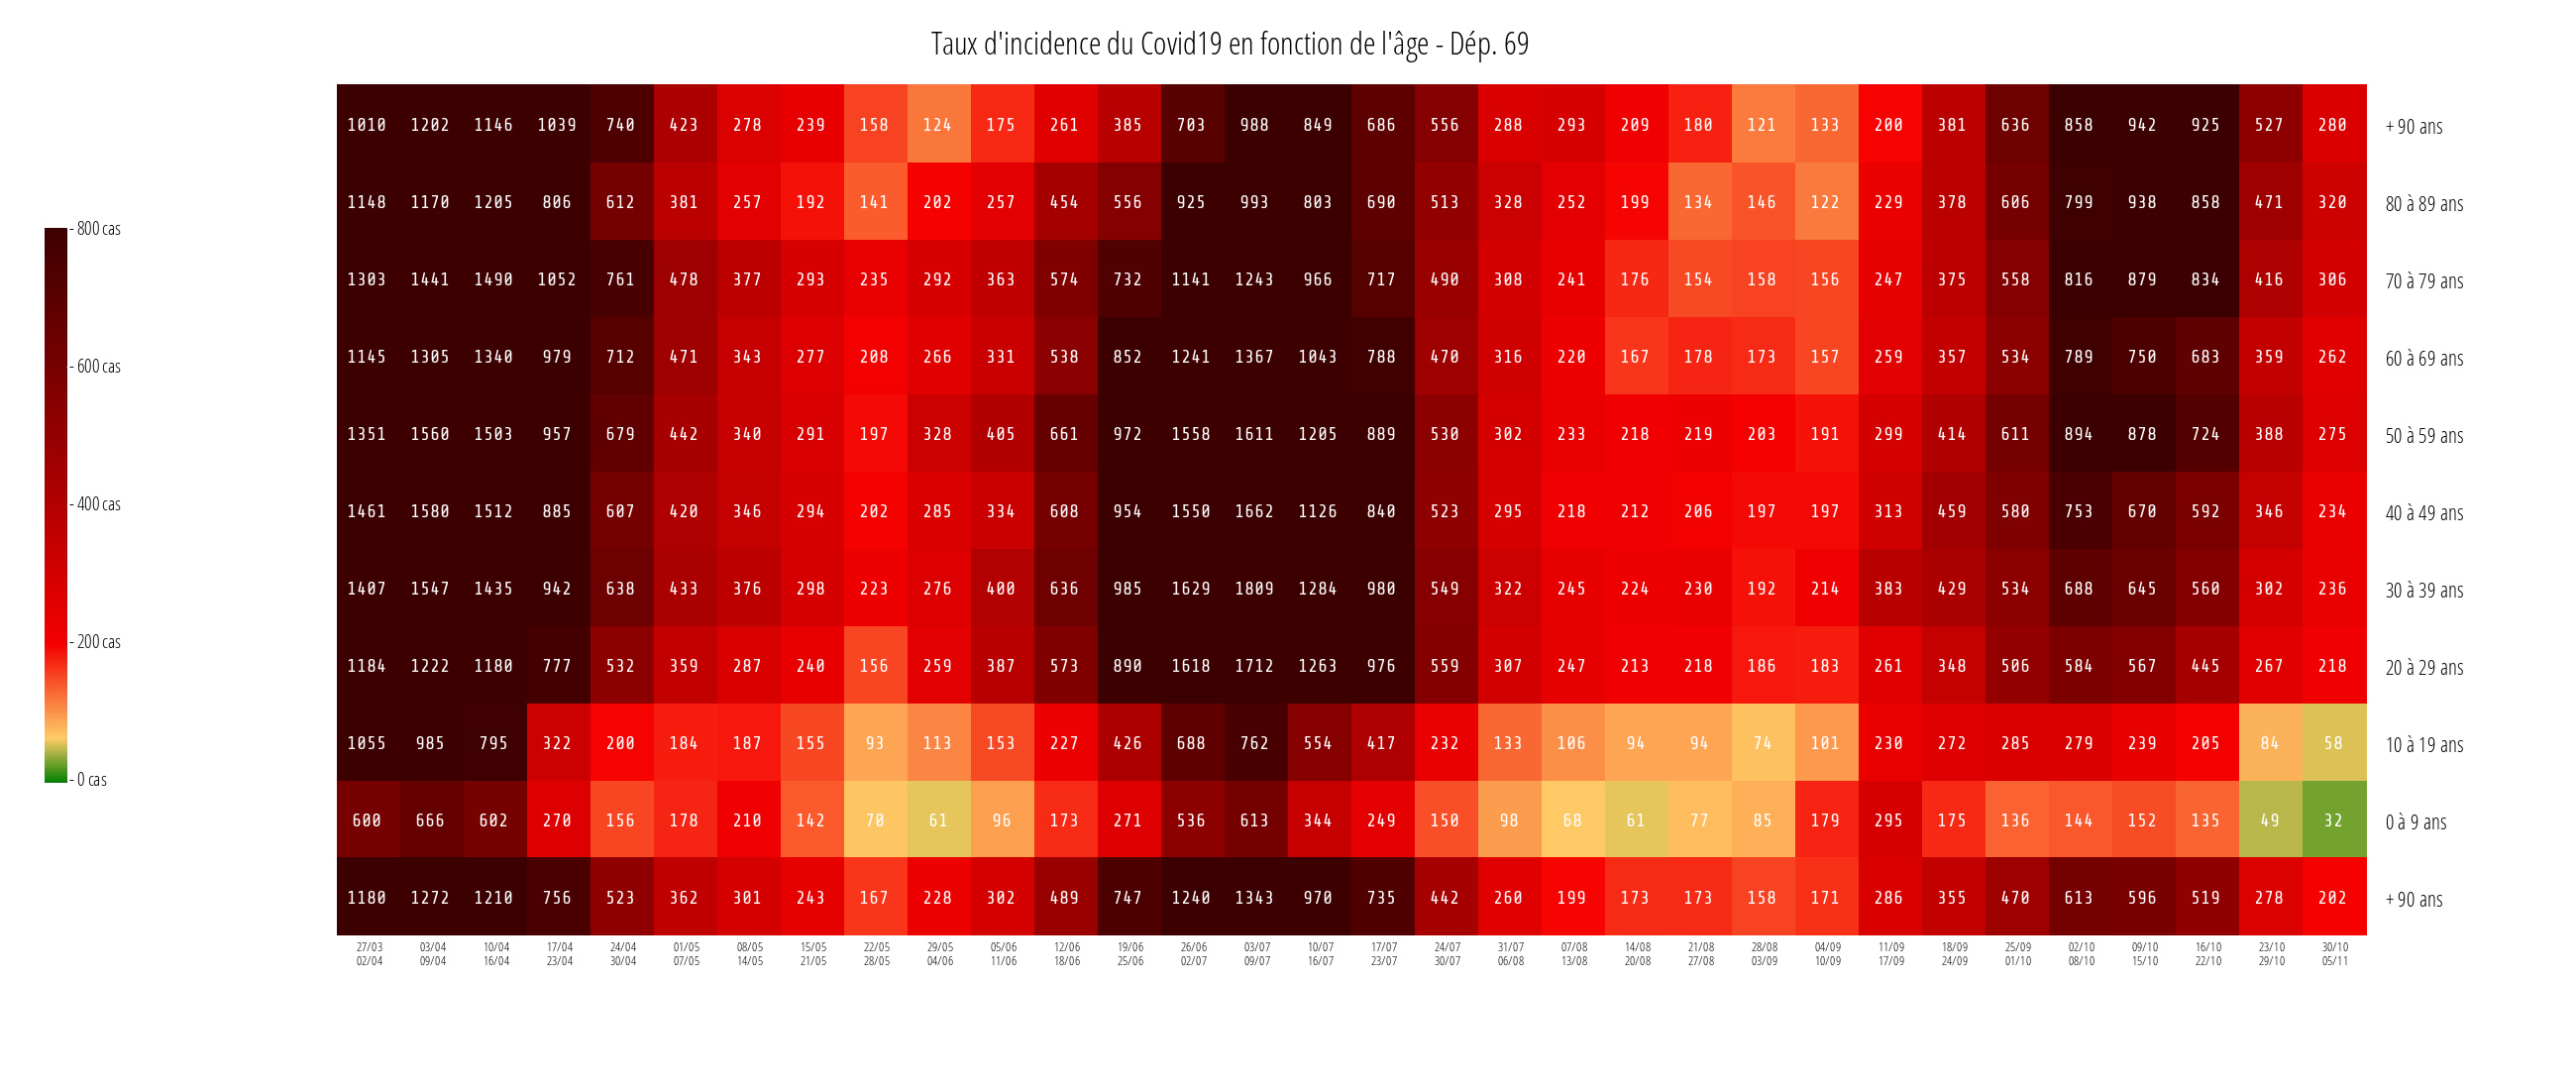 Taux d'incidence du Covid19 en fonction de l'âge - Dép. 69
- 800 cas
- 600 cas
- 400 cas
- 200 cas
- 0 cas
1010 1202 1146 1039 740 423 278 239 158 124 175 261 385 703 988 849 686 556 288 293 209 180 121 133 200 381 636 858 942 925 527 280 + 90 ans
1148 1170 1205 806 612 381 257 192 141 202 257 454 556 925 993 803 690 513 328 252 199 134 146 122 229 378 606 799 938 858 471 320 80 à 89 ans
1303 1441 1490 1052 761 478 377 293 235 292 363 574 732 1141 1243 966 717 490 308 241 176 154 158 156 247 375 558 816 879 834 416 306 70 à 79 ans
1145 1305 1340 979 712 471 343 277 208 266 331 538 852 1241 1367 1043 788 470 316 220 167 178 173 157 259 357 534 789 750 683 359 262 60 à 69 ans
1351 1560 1503 957 679 442 340 291 197 328 405 661 972 1558 1611 1205 889 530 302 233 218 219 203 191 299 414 611 894 878 724 388 275 50 à 59 ans
1461 1580 1512 885 607 420 346 294 202 285 334 608 954 1550 1662 1126 840 523 295 218 212 206 197 197 313 459 580 753 670 592 346 234 40 à 49 ans
1407 1547 1435 942 638 433 376 298 223 276 400 636 985 1629 1809 1284 980 549 322 245 224 230 192 214 383 429 534 688 645 560 302 236 30 à 39 ans
1184 1222 1180 777 532 359 287 240 156 259 387 573 890 1618 1712 1263 976 559 307 247 213 218 186 183 261 348 506 584 567 445 267 218 20 à 29 ans
1055 985 795 322 200 184 187 155 93 113 153 227 426 688 762 554 417 232 133 106 94 94 74 101 230 272 285 279 239 205 84 58 10 à 19 ans
600 666 602 270 156 178 210 142 70 61 96 173 271 536 613 344 249 150 98 68 61 77 85 179 295 175 136 144 152 135 49 32 0 à 9 ans
1180 1272 1210 756 523 362 301 243 167 228 302 489 747 1240 1343 970 735 442 260 199 173 173 158 171 286 355 470 613 596 519 278 202 + 90 ans
27/03 03/04 10/04 17/04 24/04 01/05 08/05 15/05 22/05 29/05 05/06 12/06 19/06 26/06 03/07 10/07 17/07 24/07 31/07 07/08 14/08 21/08 28/08 04/09 11/09 18/09 25/09 02/10 09/10 16/10 23/10 30/10
02/04 09/04 16/04 23/04 30/04 07/05 14/05 21/05 28/05 04/06 11/06 18/06 25/06 02/07 09/07 16/07 23/07 30/07 06/08 13/08 20/08 27/08 03/09 10/09 17/09 24/09 01/10 08/10 15/10 22/10 29/10 05/11